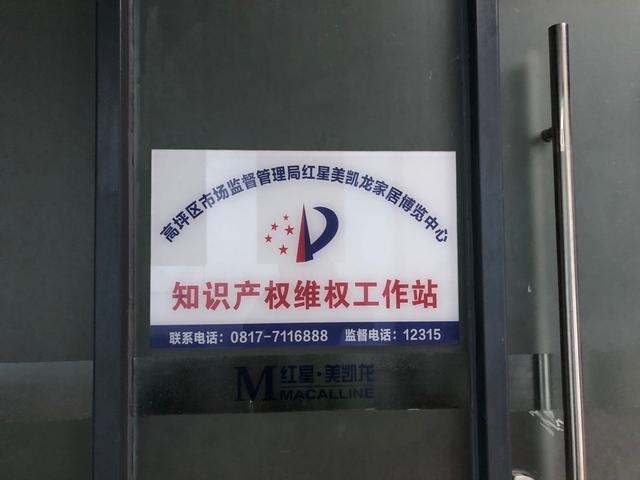 高坪区市场监督管理局红星美凯龙家居博览中心
知识产权维权工作站
联系电话：0817-7116888 监督电话：12315
M 红星·美凯龙
MACALLINE